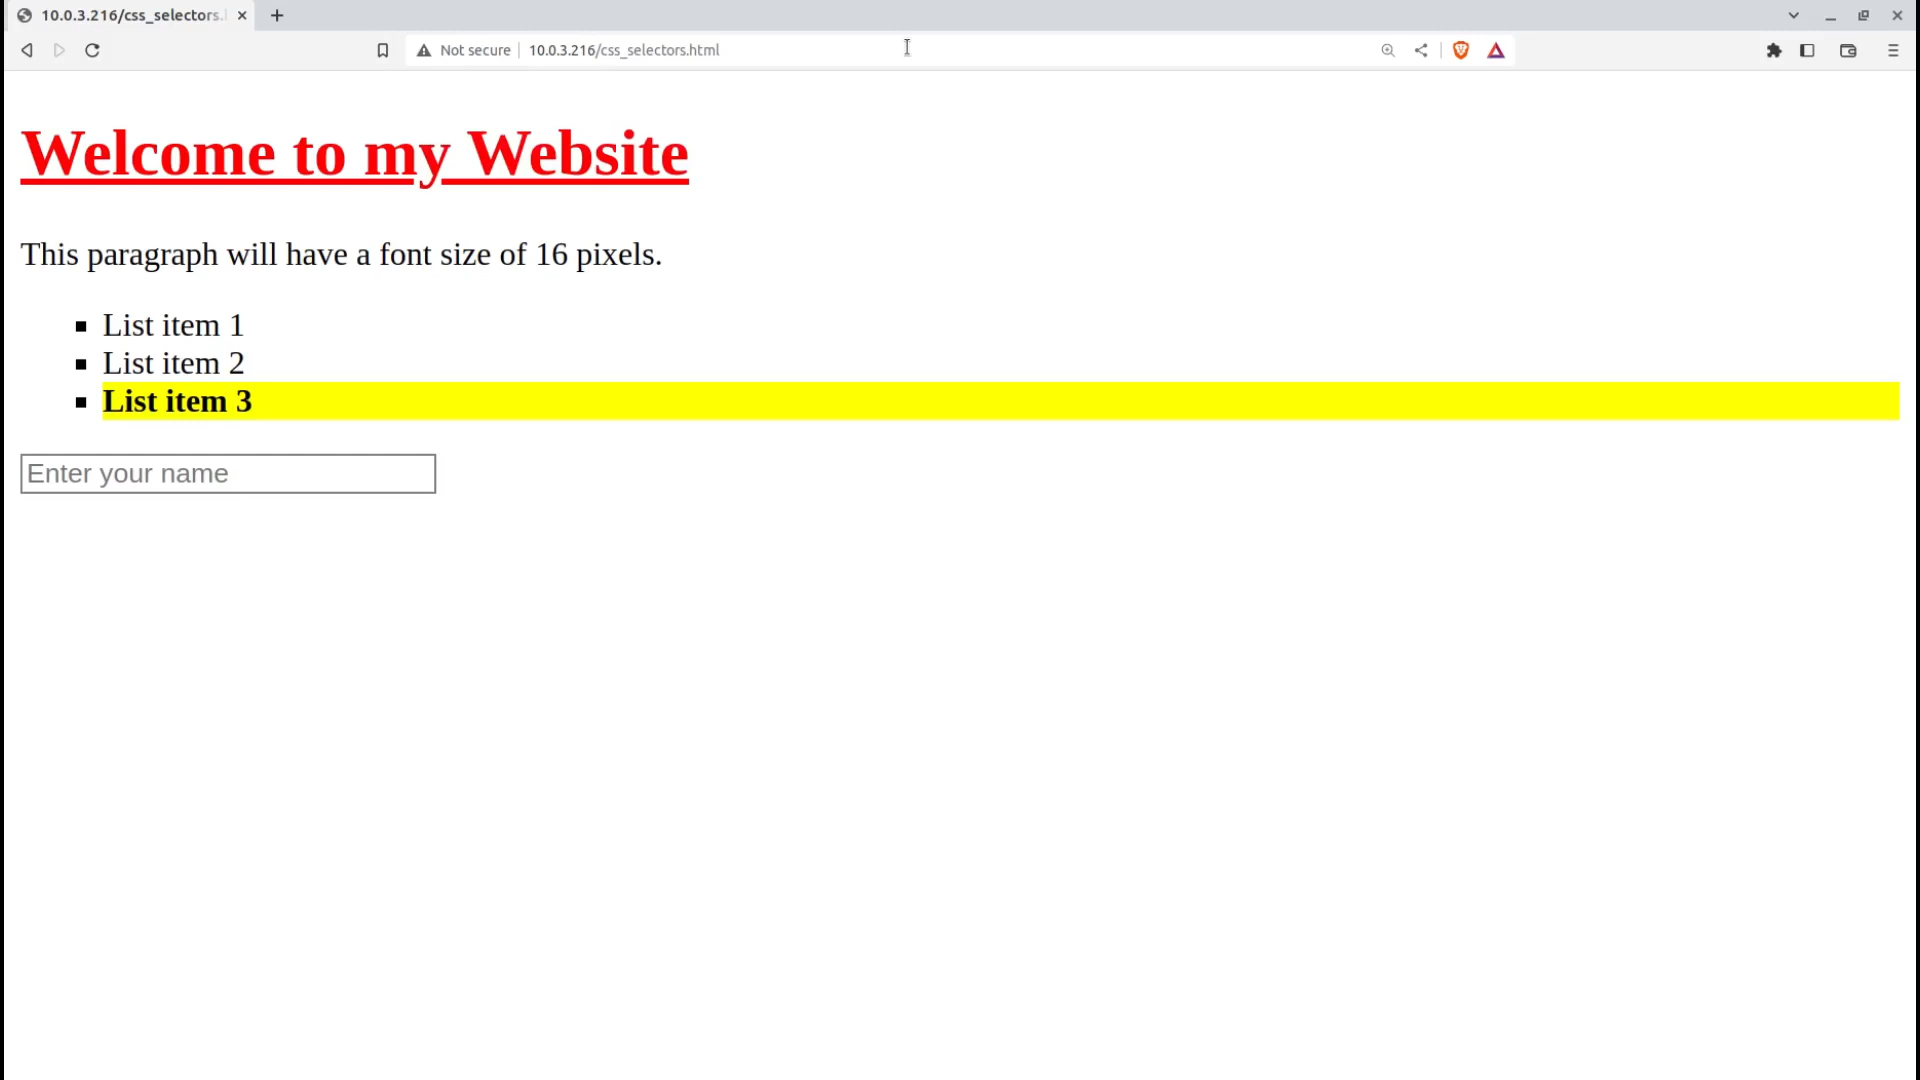 10.0.3.216/css_selectors.
Not secure
10.0.3.216/css_selectors.html
Welcome to my Website
This paragraph will have a font size of 16 pixels.
List item 1
List item 2
List item 3
Enter your name